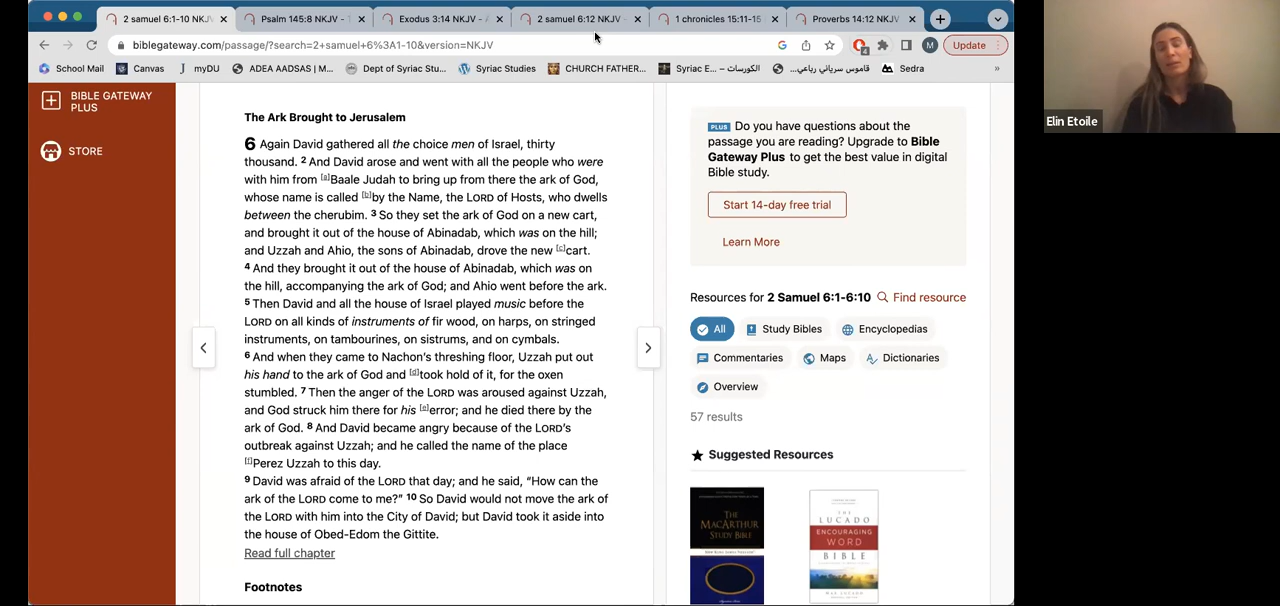 2 samuel 6:1-10 NKJV
Psalm 145:8 NKJV -
Exodus 3:14 NKJV -
2 samuel 6:12 NKJV
1 chronicles 15:11-15
Proverbs 14:12 NKJV
biblegateway.com/passage/?search=2+samuel+6%3A1-10&version=NKJV
M
Update
School Mail
Canvas
myDU
ADEA AADSAS | M...
Dept of Syriac Stu...
Syriac Studies
CHURCH FATHER...
Syriac E... – الكورسات
قاموس سرياني رباعي...
Sedra
»
BIBLE GATEWAY
PLUS
STORE
The Ark Brought to Jerusalem
6 Again David gathered all the choice men of Israel, thirty
thousand. 2 And David arose and went with all the people who were
with him from [a]Baale Judah to bring up from there the ark of God,
whose name is called [b]by the Name, the LORD of Hosts, who dwells
between the cherubim. 3 So they set the ark of God on a new cart,
and brought it out of the house of Abinadab, which was on the hill;
and Uzzah and Ahio, the sons of Abinadab, drove the new [c]cart.
4 And they brought it out of the house of Abinadab, which was on
the hill, accompanying the ark of God; and Ahio went before the ark.
5 Then David and all the house of Israel played music before the
LORD on all kinds of instruments of fir wood, on harps, on stringed
instruments, on tambourines, on sistrums, and on cymbals.
6 And when they came to Nachon's threshing floor, Uzzah put out
his hand to the ark of God and [d]took hold of it, for the oxen
stumbled. 7 Then the anger of the LORD was aroused against Uzzah,
and God struck him there for his [e]error; and he died there by the
ark of God. 8 And David became angry because of the LORD's
outbreak against Uzzah; and he called the name of the place
[f]Perez Uzzah to this day.
9 David was afraid of the LORD that day; and he said, "How can the
ark of the LORD come to me?" 10 So David would not move the ark of
the LORD with him into the City of David; but David took it aside into
the house of Obed-Edom the Gittite.
Read full chapter
Footnotes
PLUS Do you have questions about the
passage you are reading? Upgrade to Bible
Gateway Plus to get the best value in digital
Bible study.
Start 14-day free trial
Learn More
Resources for 2 Samuel 6:1-6:10 Find resource
All
Study Bibles
Encyclopedias
Commentaries
Maps
Dictionaries
Overview
57 results
Suggested Resources
THE
MACARTHUR
STUDY BIBLE
THE
LUCADO
ENCOURAGING
WORD
BIBLE
Elin Etoile